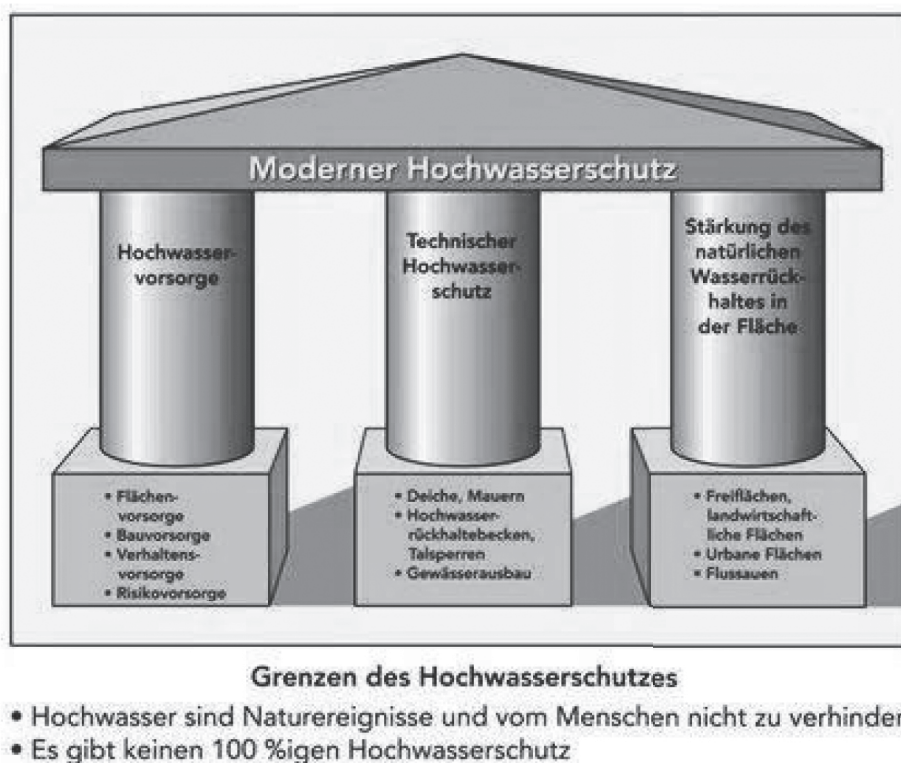 Moderner Hochwasserschutz
Hochwasser-
vorsorge
Technischer
Hochwasser-
schutz
Stärkung des
natürlichen
Wasserrück-
haltes in
der Fläche
• Flächen-
vorsorge
• Bauvorsorge
• Verhaltens-
vorsorge
• Risikovorsorge
• Deiche, Mauern
• Hochwasser-
rückhaltebecken,
Talsperren
• Gewässerausbau
• Freiflächen,
landwirtschaft-
liche Flächen
• Urbane Flächen
• Flussauen
Grenzen des Hochwasserschutzes
• Hochwasser sind Naturereignisse und vom Menschen nicht zu verhinder
• Es gibt keinen 100 %igen Hochwasserschutz